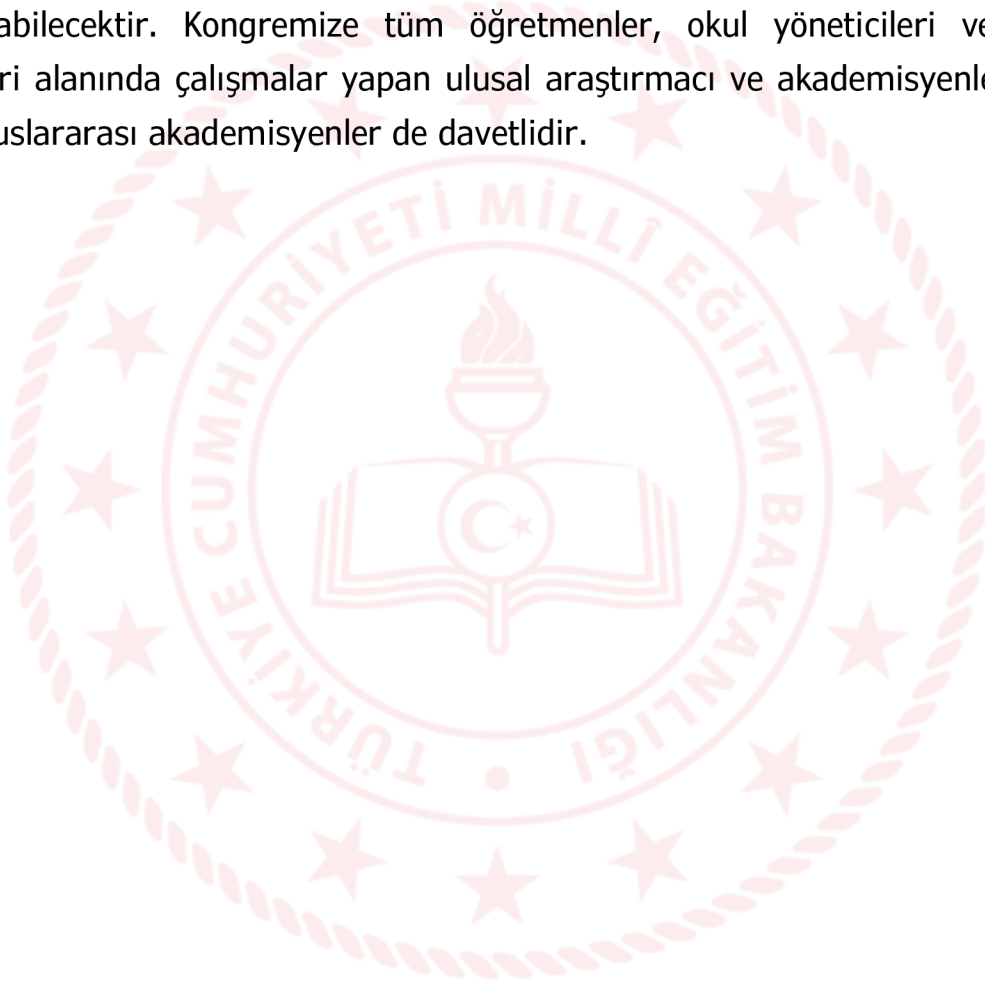 abilecektir. Kongremize tüm öğretmenler, okul yöneticileri ve
ri alanında çalışmalar yapan ulusal araştırmacı ve akademisyenle
uslararası akademisyenler de davetlidir.
TÜRKİYE CUMHURİYETİ MİLLÎ EĞİTİM BAKANLIĞI